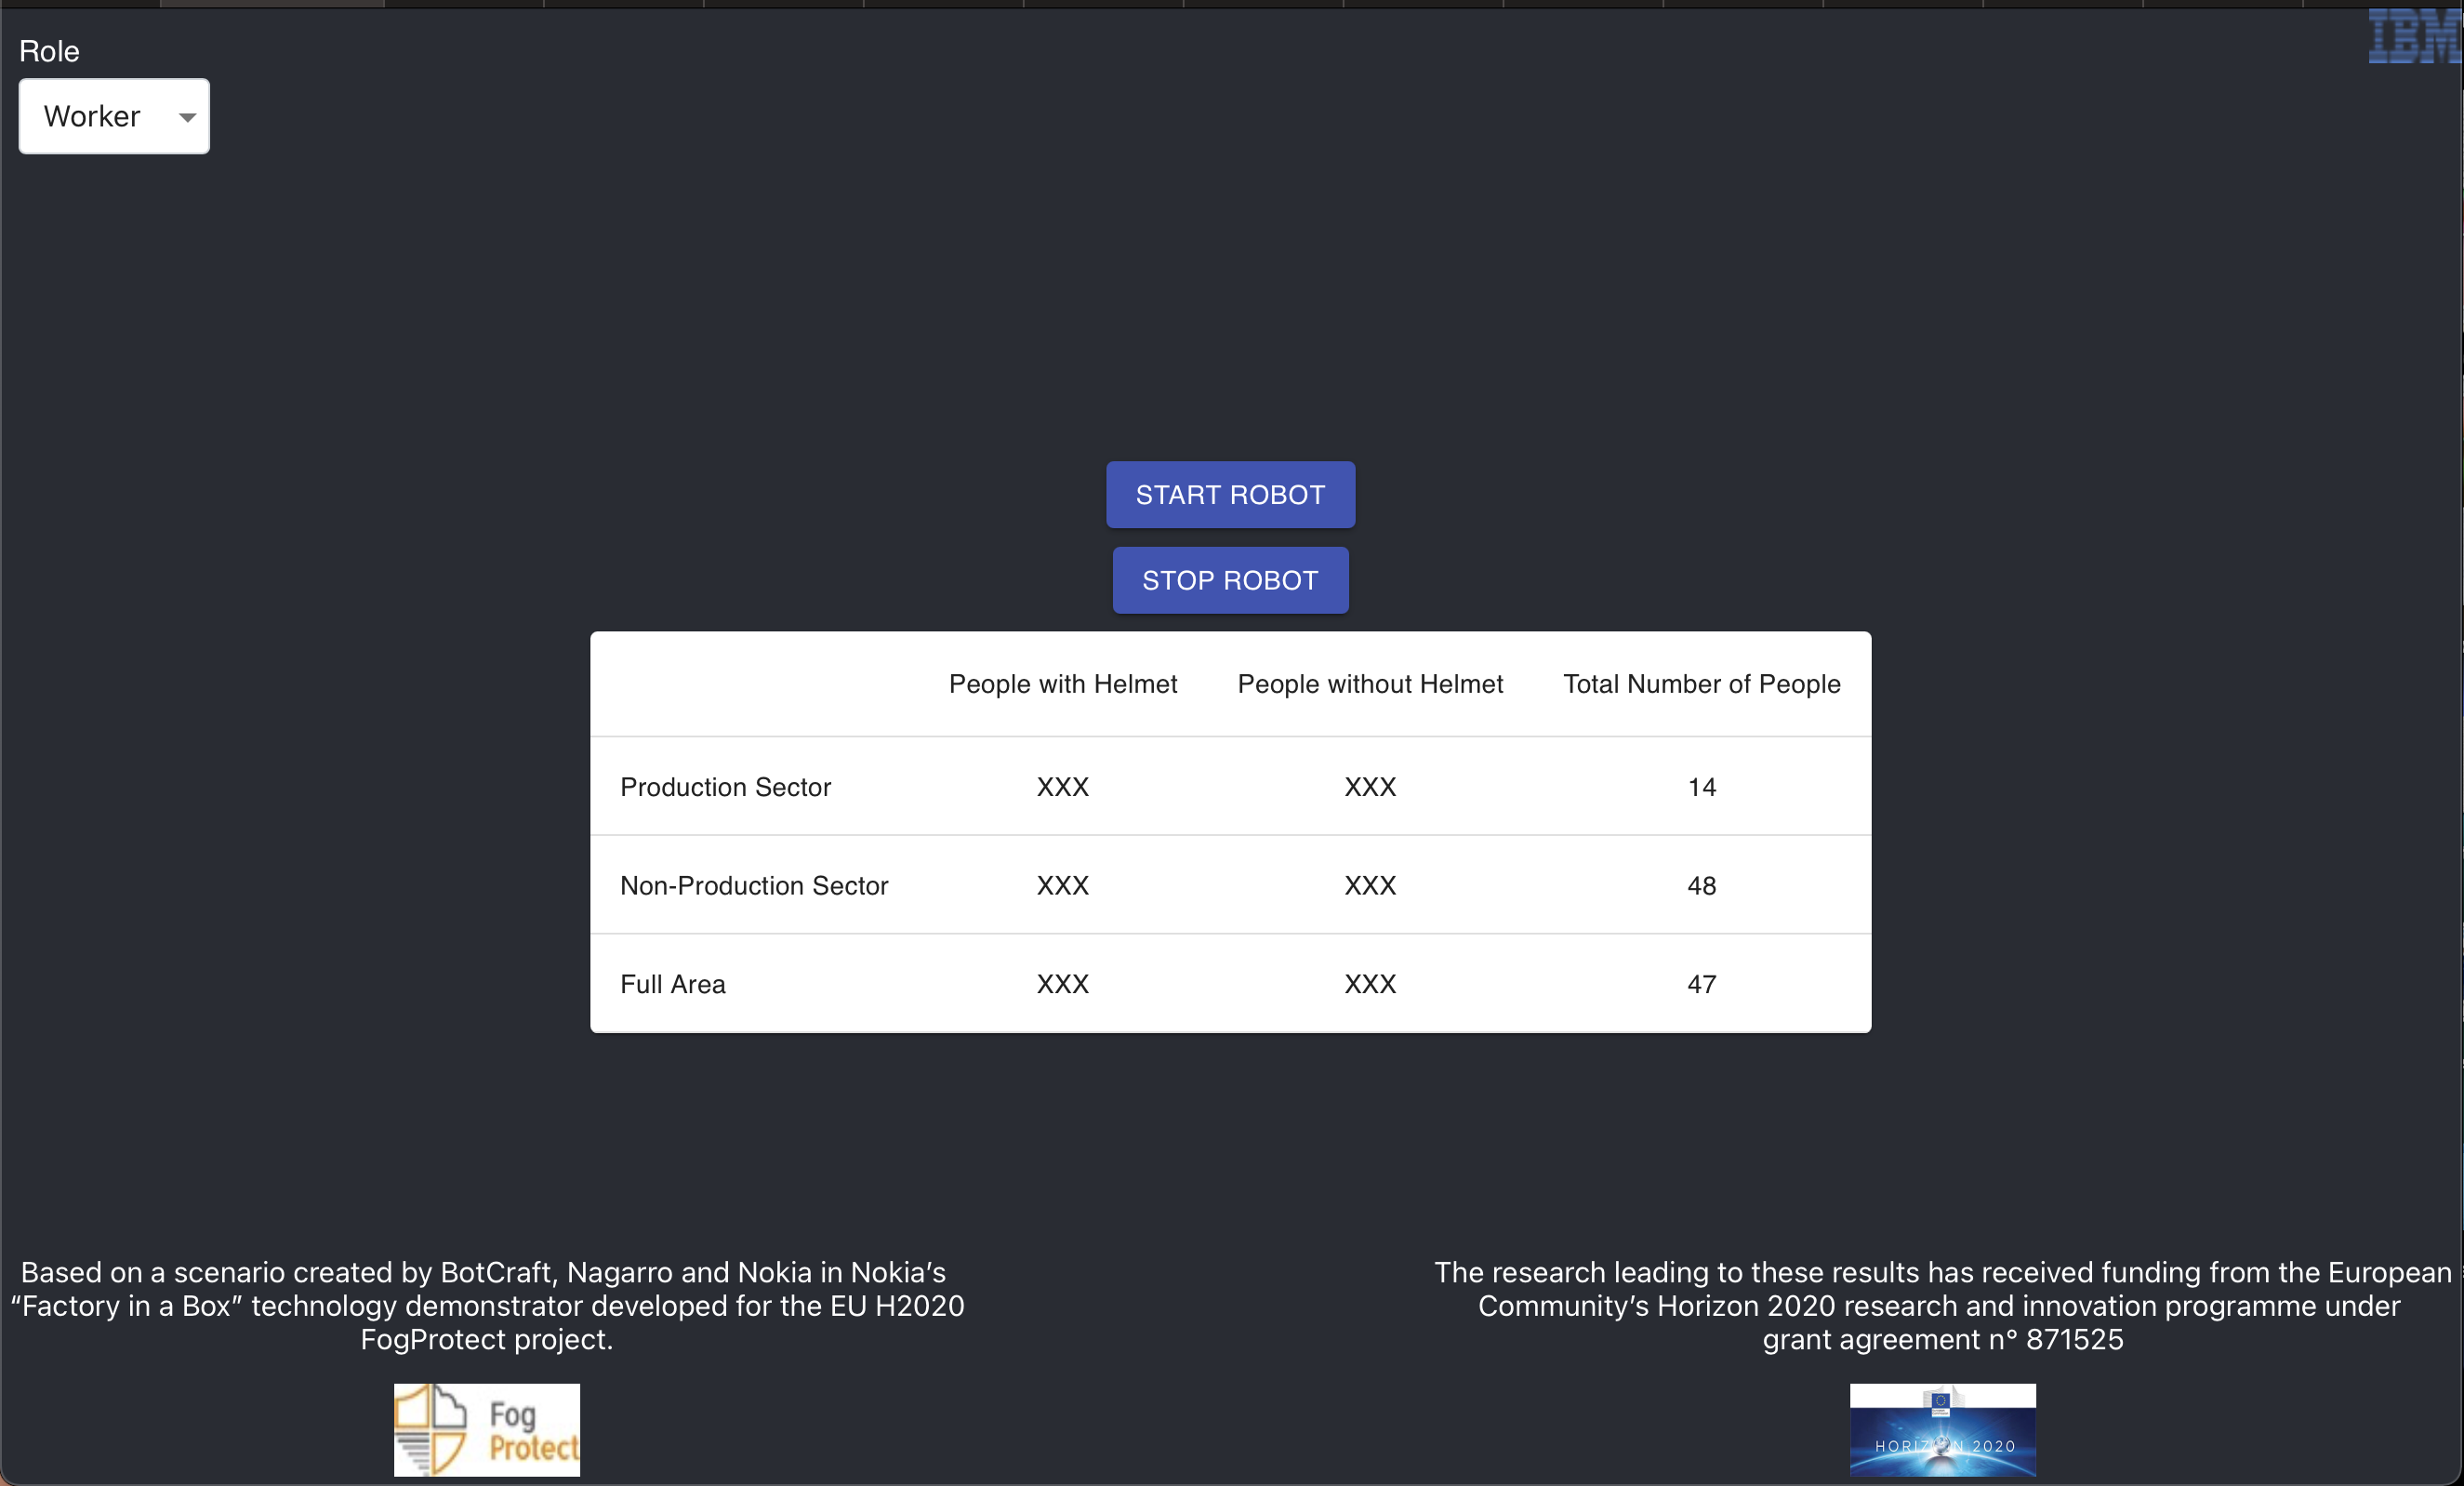 Role
IBM
Worker
START ROBOT
STOP ROBOT
People with Helmet People without Helmet Total Number of People
Production Sector XXX XXX 14
Non-Production Sector XXX XXX 48
Full Area XXX XXX 47
Based on a scenario created by BotCraft, Nagarro and Nokia in Nokia’s
“Factory in a Box” technology demonstrator developed for the EU H2020
FogProtect project.
The research leading to these results has received funding from the European
Community’s Horizon 2020 research and innovation programme under
grant agreement n° 871525
Fog
Protect
HORIZON 2020